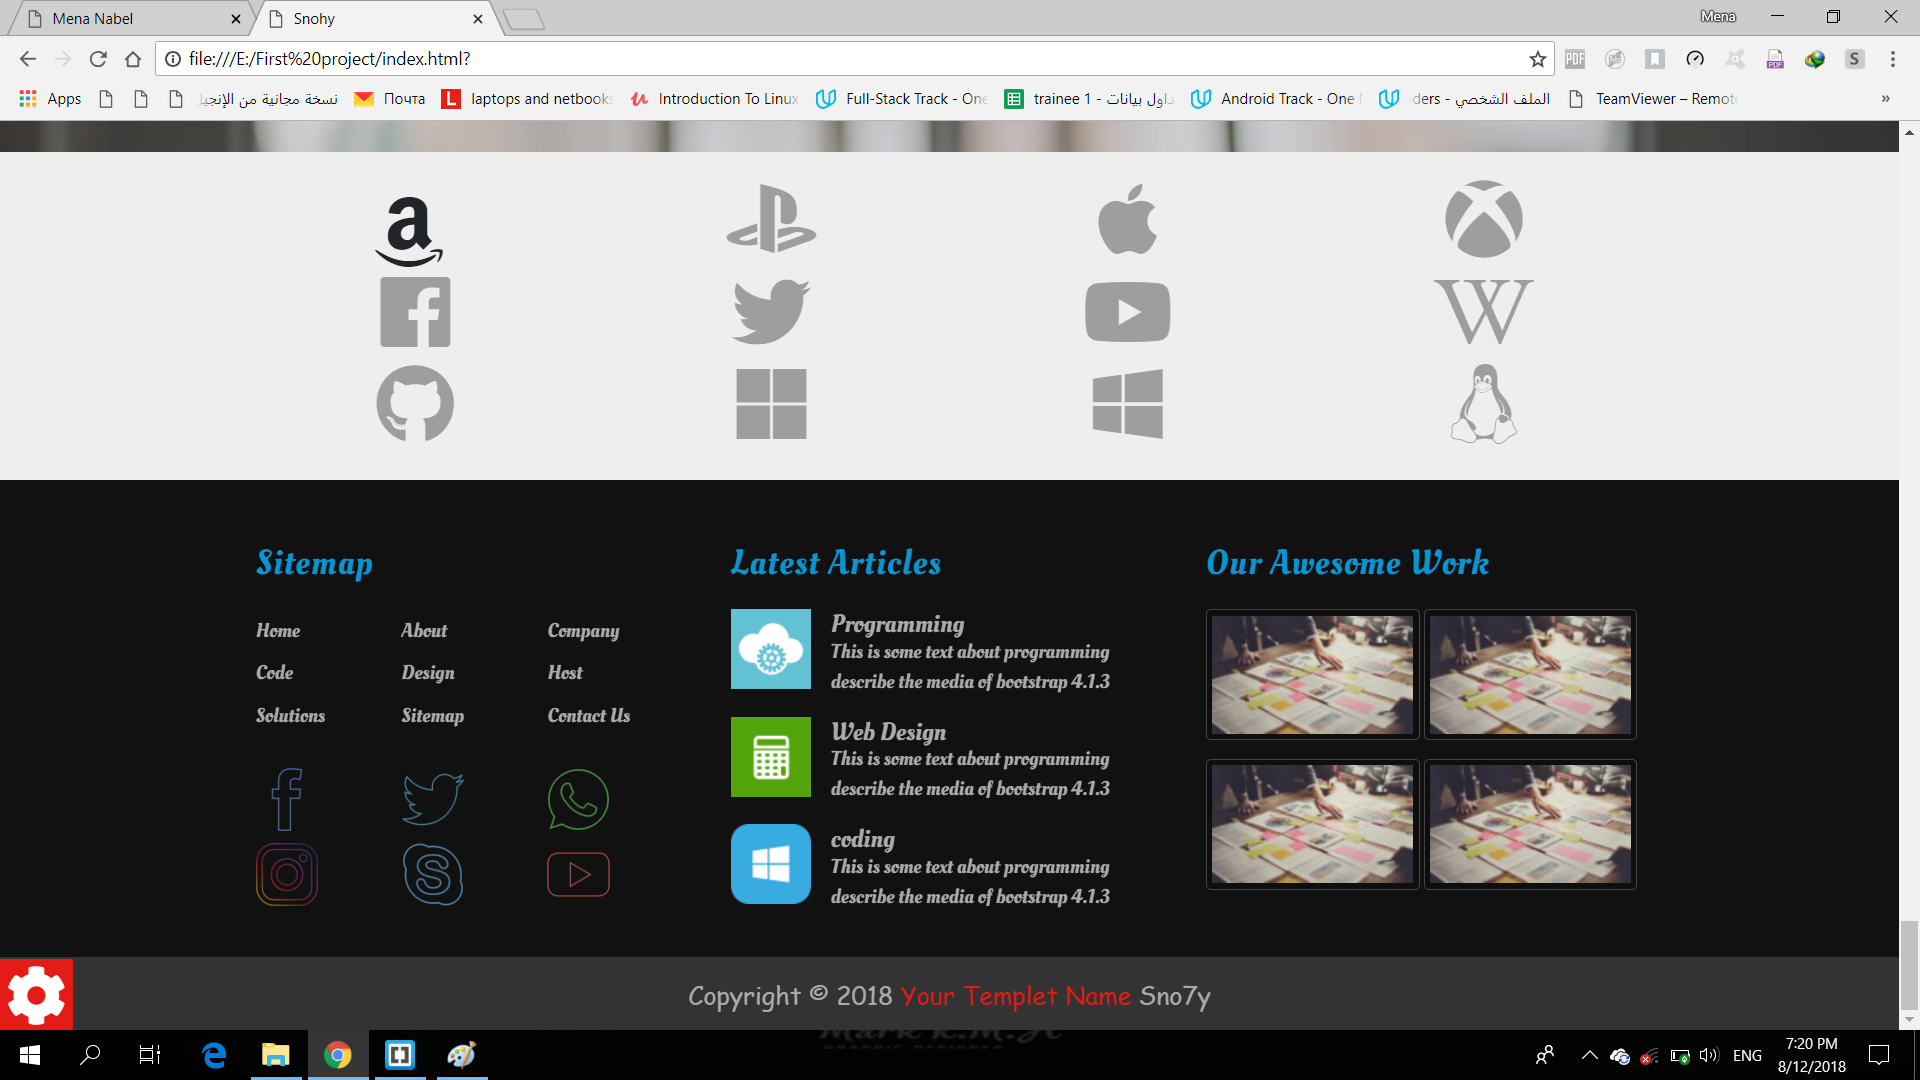 Mena Nabel
Snohy
Mena
file:///E:/First%20project/index.html?
Apps
نسخة مجانية من الإنجيل
Почта
laptops and netbooks
Introduction To Linux
Full-Stack Track - One
trainee 1 - داول بيانات
Android Track - One
ders - الملف الشخصي
TeamViewer – Remot
»
Sitemap
Home About Company
Code Design Host
Solutions Sitemap Contact Us
Latest Articles
Programming
This is some text about programming
describe the media of bootstrap 4.1.3
Web Design
This is some text about programming
describe the media of bootstrap 4.1.3
coding
This is some text about programming
describe the media of bootstrap 4.1.3
Our Awesome Work
Copyright © 2018 Your Templet Name Sno7y
ENG
7:20 PM
8/12/2018